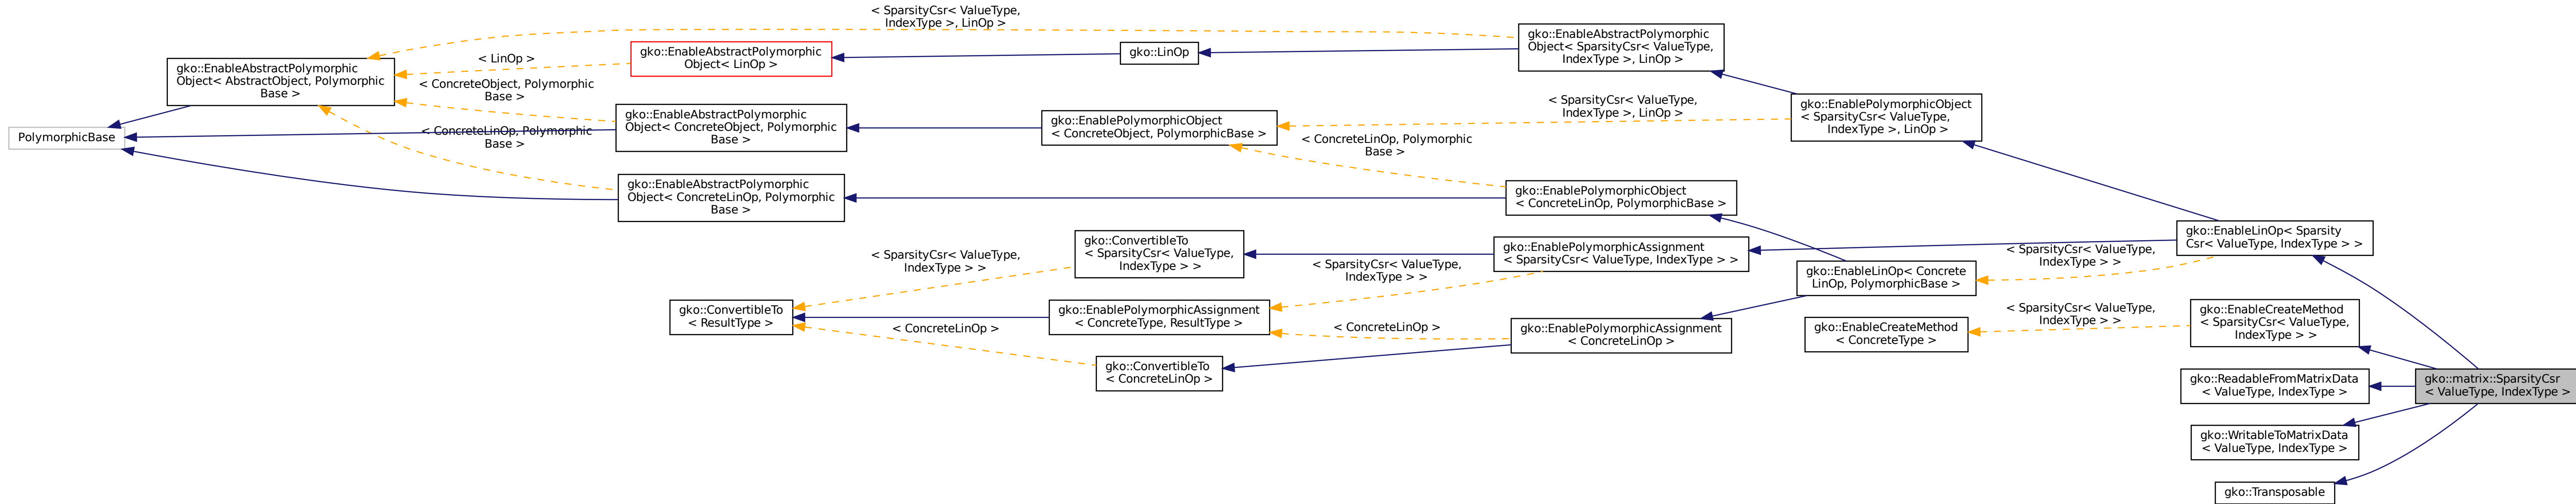 < SparsityCsr< ValueType,
IndexType >, LinOp >
gko::EnableAbstractPolymorphic
Object< AbstractObject, Polymorphic
Base >
< LinOp >
gko::EnableAbstractPolymorphic
Object< LinOp >
gko::LinOp
gko::EnableAbstractPolymorphic
Object< SparsityCsr< ValueType,
IndexType >, LinOp >
< ConcreteObject, Polymorphic
Base >
PolymorphicBase
< ConcreteLinOp, Polymorphic
Base >
gko::EnableAbstractPolymorphic
Object< ConcreteObject, Polymorphic
Base >
gko::EnablePolymorphicObject
< ConcreteObject, PolymorphicBase >
< SparsityCsr< ValueType,
IndexType >, LinOp >
gko::EnablePolymorphicObject
< SparsityCsr< ValueType,
IndexType >, LinOp >
< ConcreteLinOp, Polymorphic
Base >
gko::EnableAbstractPolymorphic
Object< ConcreteLinOp, Polymorphic
Base >
gko::EnablePolymorphicObject
< ConcreteLinOp, PolymorphicBase >
< SparsityCsr< ValueType,
IndexType > >
gko::ConvertibleTo
< SparsityCsr< ValueType,
IndexType > >
< SparsityCsr< ValueType,
IndexType > >
gko::EnablePolymorphicAssignment
< SparsityCsr< ValueType, IndexType > >
gko::EnableLinOp< Concrete
LinOp, PolymorphicBase >
< SparsityCsr< ValueType,
IndexType > >
gko::EnableLinOp< Sparsity
Csr< ValueType, IndexType > >
gko::ConvertibleTo
< ResultType >
< ConcreteLinOp >
gko::EnablePolymorphicAssignment
< ConcreteType, ResultType >
< ConcreteLinOp >
gko::EnablePolymorphicAssignment
< ConcreteLinOp >
gko::EnableCreateMethod
< ConcreteType >
< SparsityCsr< ValueType,
IndexType > >
gko::EnableCreateMethod
< SparsityCsr< ValueType,
IndexType > >
gko::ConvertibleTo
< ConcreteLinOp >
gko::ReadableFromMatrixData
< ValueType, IndexType >
gko::matrix::SparsityCsr
< ValueType, IndexType >
gko::WritableToMatrixData
< ValueType, IndexType >
gko::Transposable